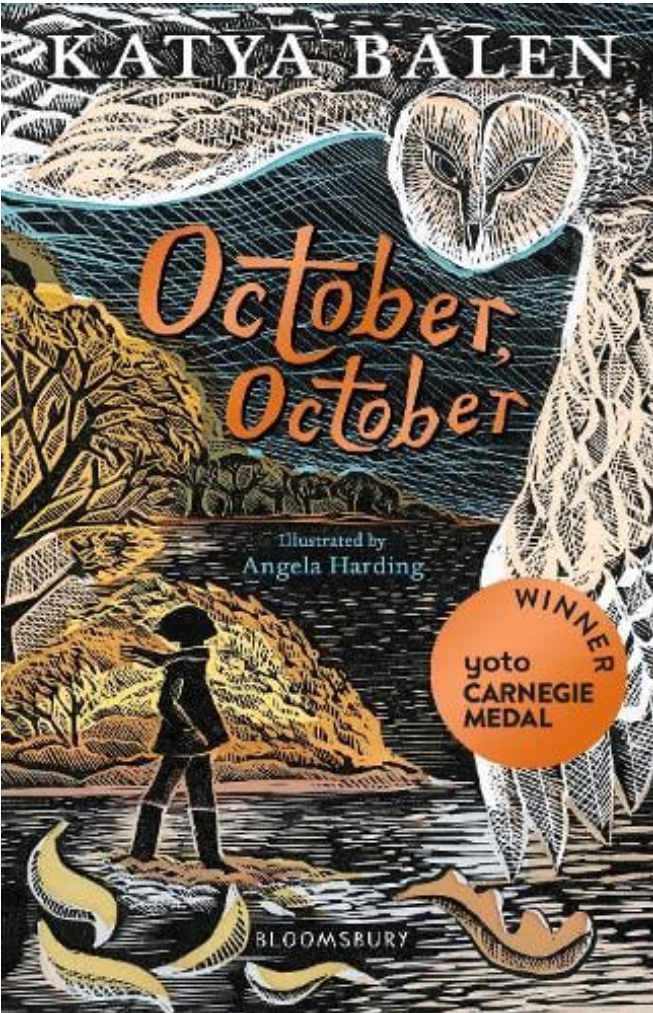 KATYA BALEN
October,
October
Illustrated by
Angela Harding
WINNER
yoto
CARNEGIE
MEDAL
BLOOMSBURY